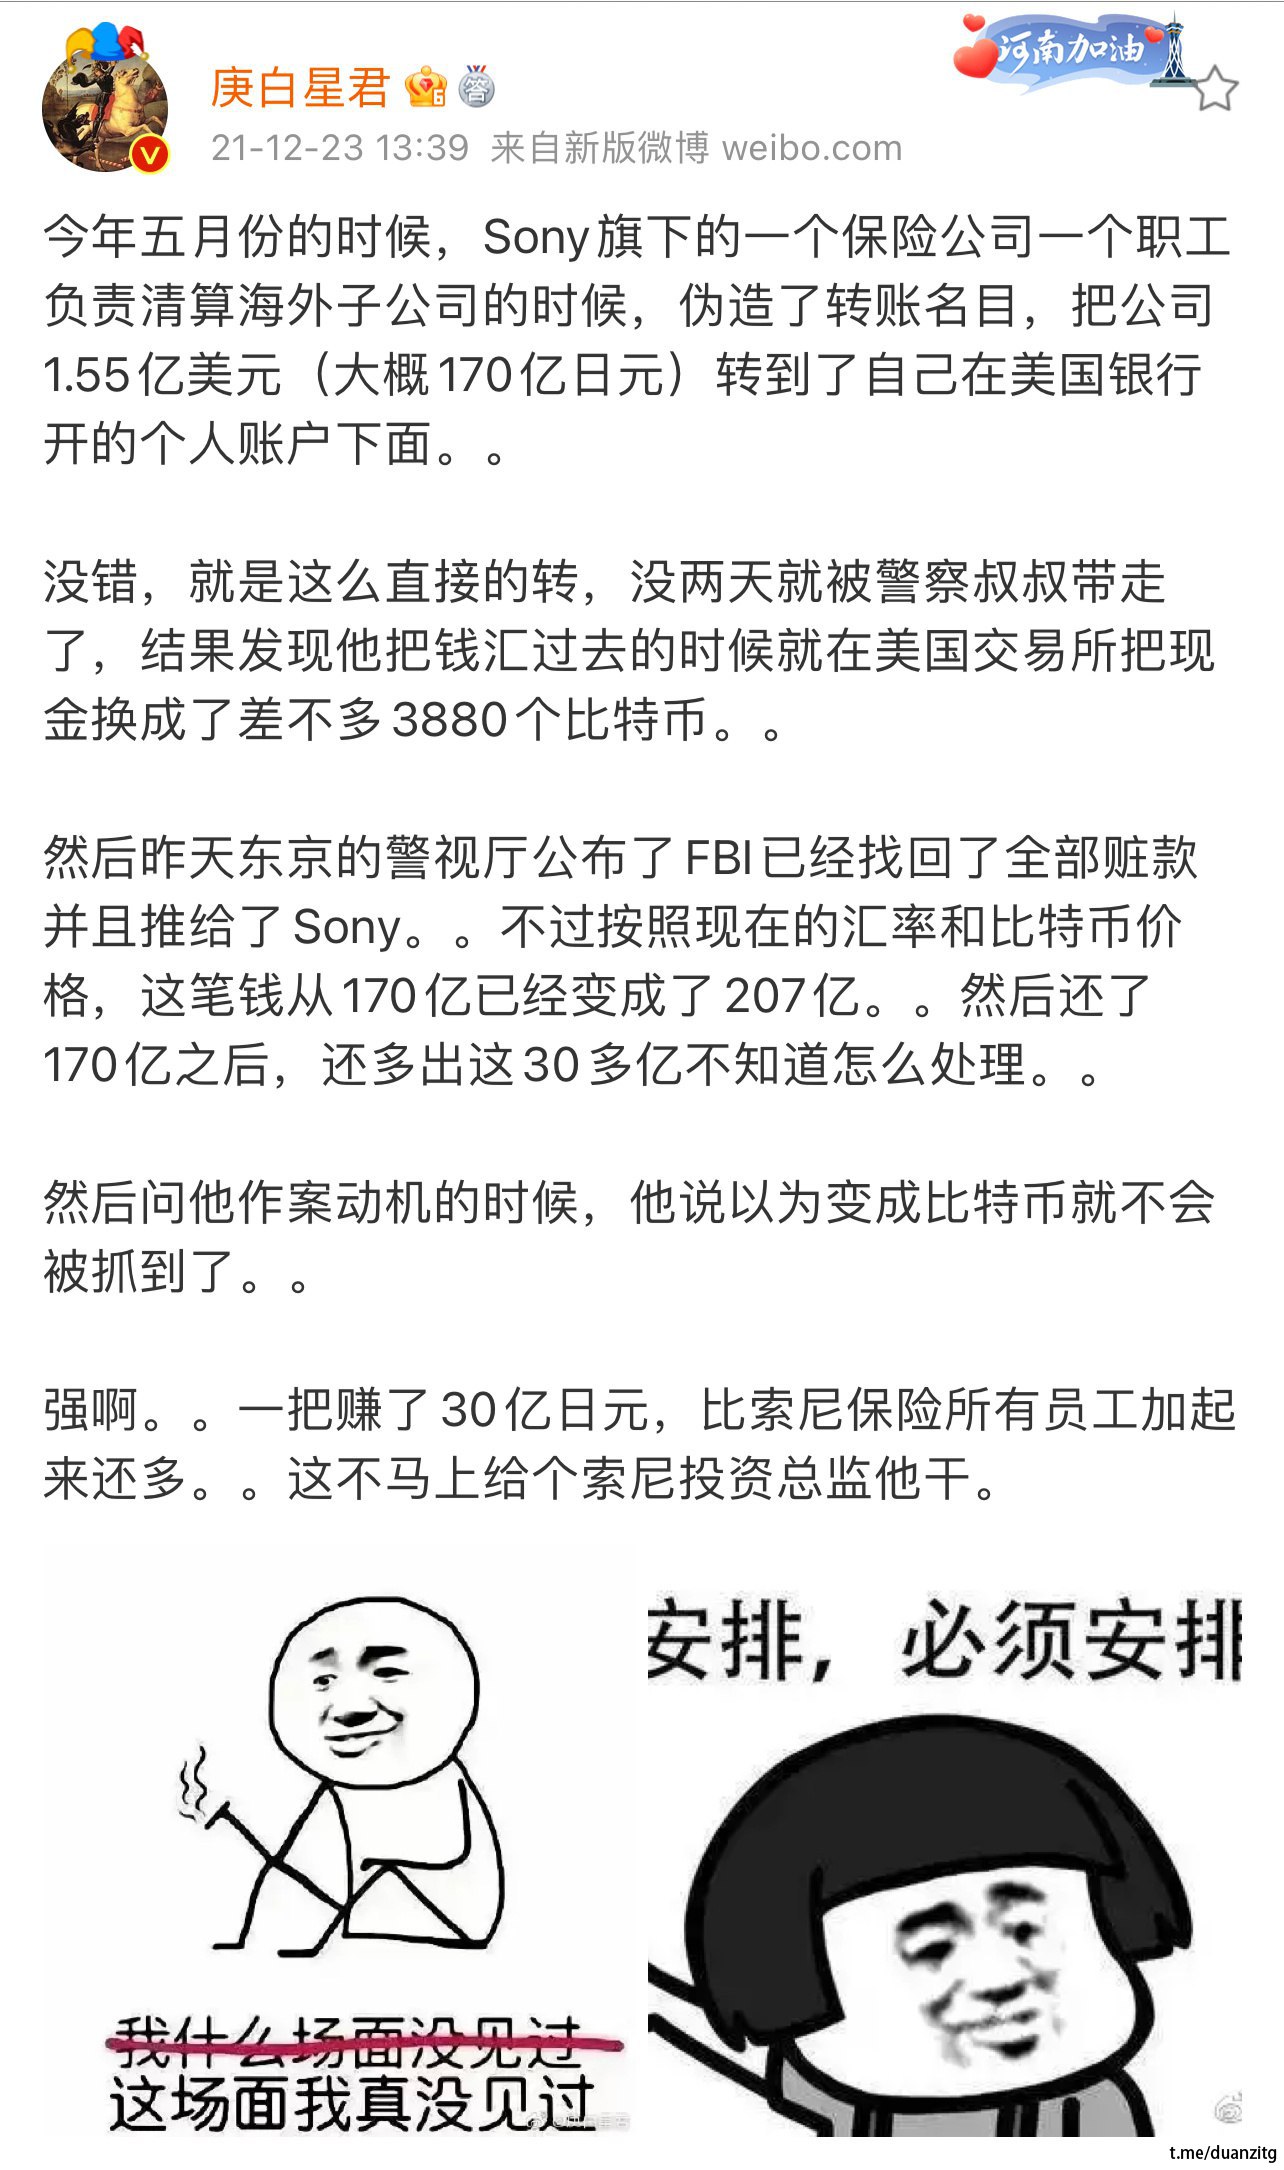 河南加油
庚白星君
答
21-12-23 13:39 来自新版微博 weibo.com
今年五月份的时候，Sony旗下的一个保险公司一个职工
负责清算海外子公司的时候，伪造了转账名目，把公司
1.55亿美元（大概170亿日元）转到了自己在美国银行
开的个人账户下面。。
没错，就是这么直接的转，没两天就被警察叔叔带走
了，结果发现他把钱汇过去的时候就在美国交易所把现
金换成了差不多3880个比特币。。
然后昨天东京的警视厅公布了FBI已经找回了全部赃款
并且推给了Sony。。不过按照现在的汇率和比特币价
格，这笔钱从170亿已经变成了207亿。。然后还了
170亿之后，还多出这30多亿不知道怎么处理。。
然后问他作案动机的时候，他说以为变成比特币就不会
被抓到了。。
强啊。。一把赚了30亿日元，比索尼保险所有员工加起
来还多。。这不马上给个索尼投资总监他干。
我什么场面没见过
这场面我真没见过
安排，必须安排
t.me/duanzitg